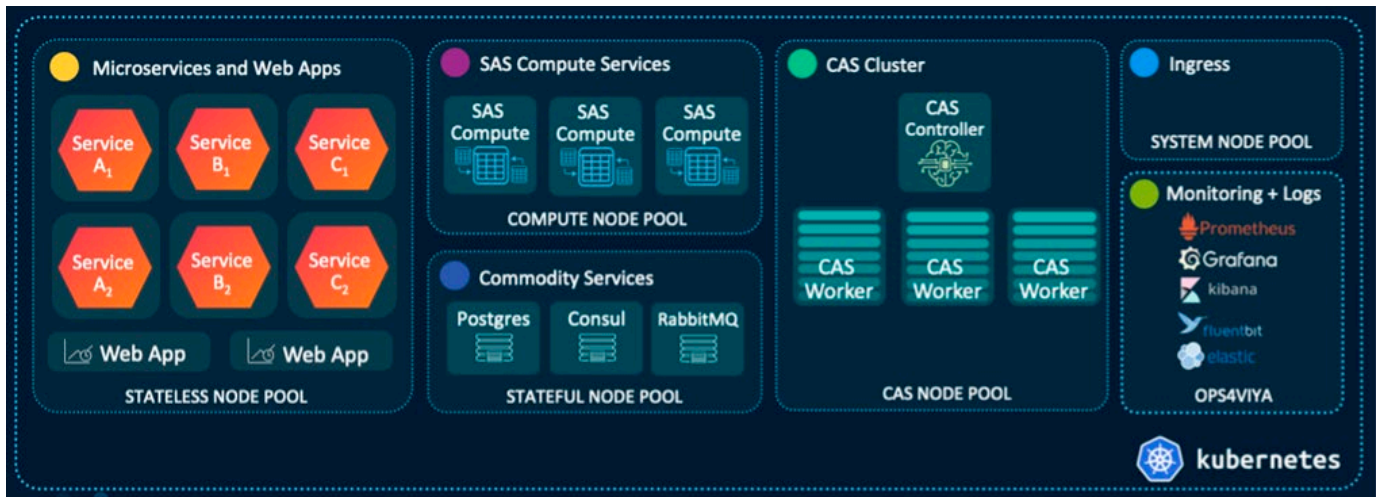 Microservices and Web Apps
Service
A1
Service
B1
Service
C1
Service
A2
Service
B2
Service
C2
Web App
Web App
STATELESS NODE POOL
SAS Compute Services
SAS
Compute
SAS
Compute
SAS
Compute
COMPUTE NODE POOL
Commodity Services
Postgres
Consul
RabbitMQ
STATEFUL NODE POOL
CAS Cluster
CAS
Controller
CAS
Worker
CAS
Worker
CAS
Worker
CAS NODE POOL
Ingress
SYSTEM NODE POOL
Monitoring + Logs
Prometheus
Grafana
kibana
fluentbit
elastic
OPS4VIYA
kubernetes